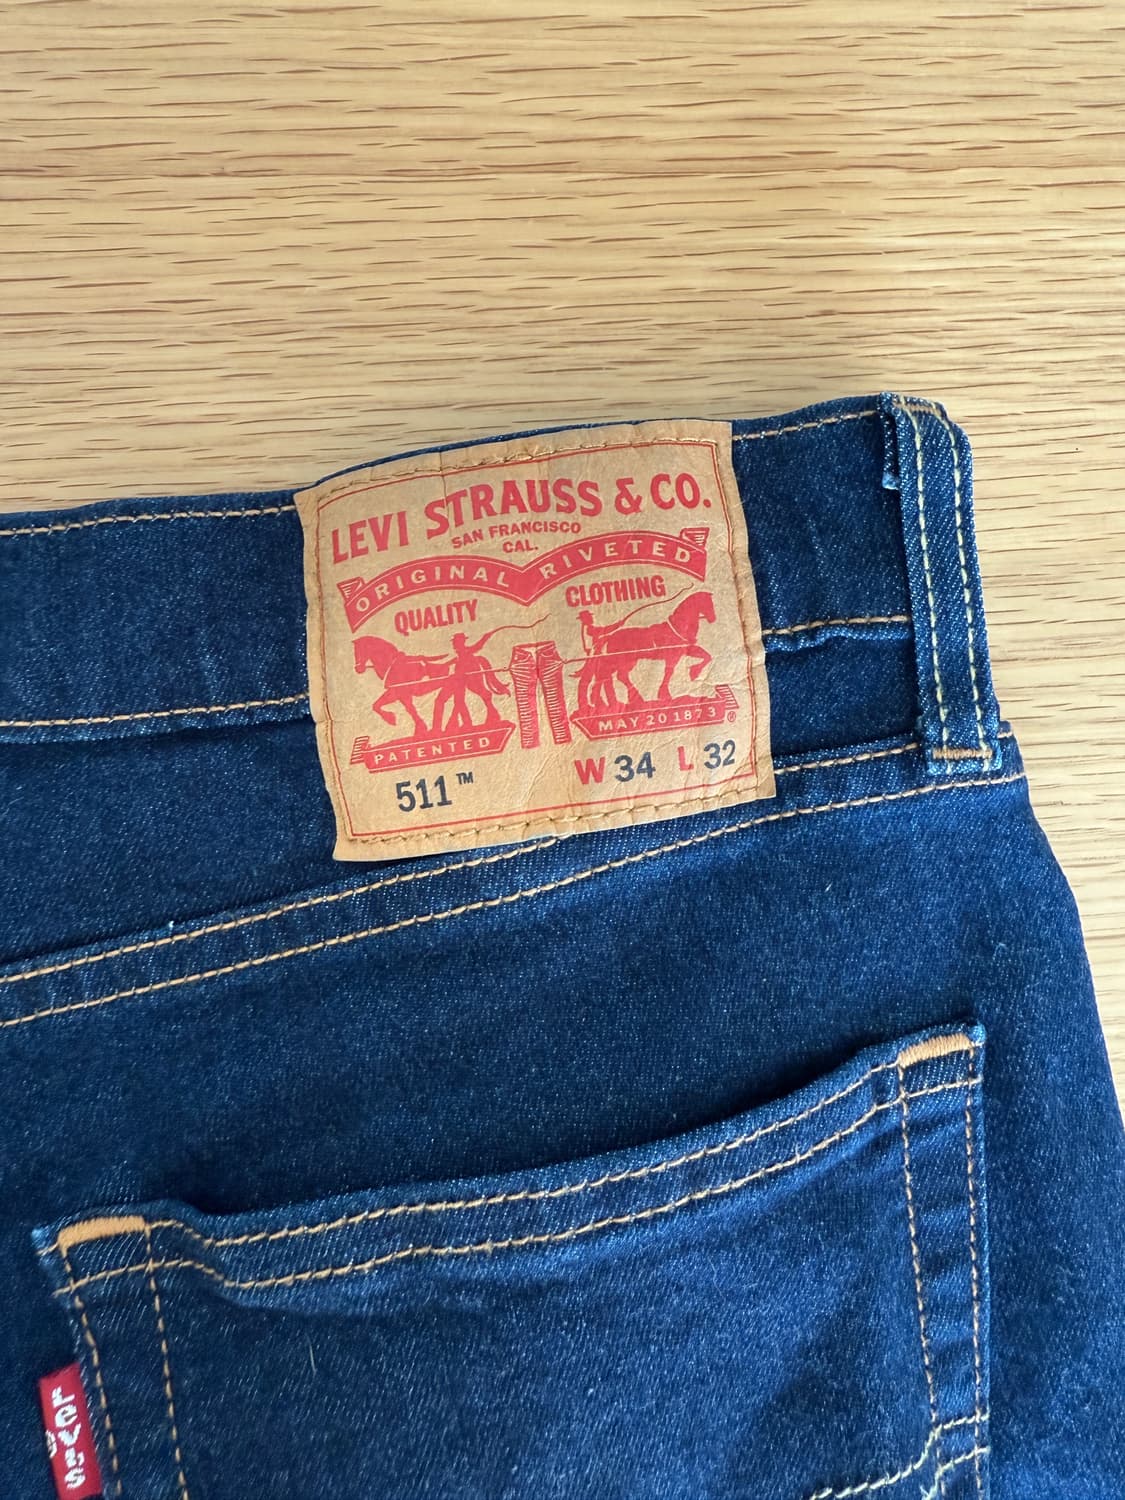 LEVI STRAUSS & CO.
SAN FRANCISCO
CAL.
ORIGINAL RIVETED
QUALITY CLOTHING
PATENTED MAY 20 1873 ®
511™ W 34 L 32
LEVI'S